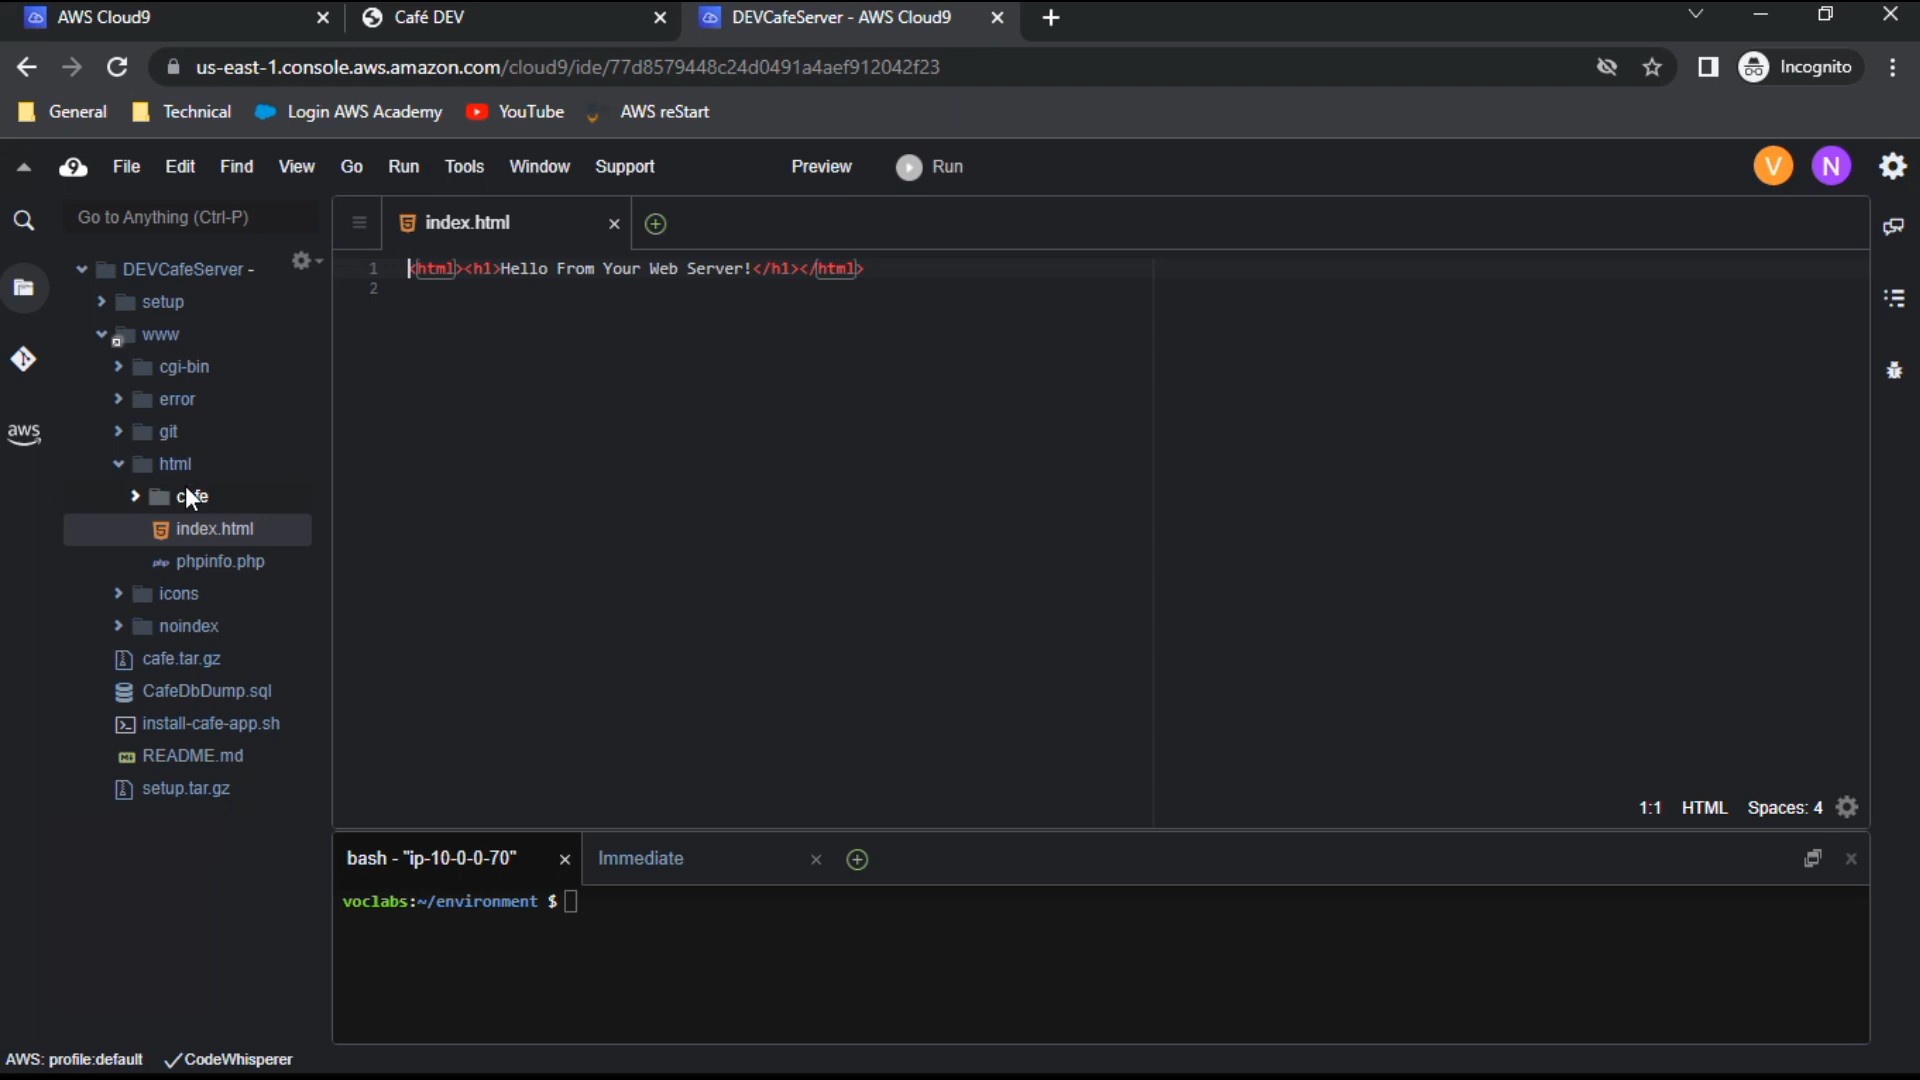 AWS Cloud9
Café DEV
DEVCafeServer - AWS Cloud9
us-east-1.console.aws.amazon.com/cloud9/ide/77d8579448c24d0491a4aef912042f23
Incognito
General
Technical
Login AWS Academy
YouTube
AWS reStart
9 File Edit Find View Go Run Tools Window Support Preview Run
V
N
Go to Anything (Ctrl-P)
index.html
DEVCafeServer -
setup
www
cgi-bin
error
git
aws
html
cafe
index.html
phpinfo.php
icons
noindex
cafe.tar.gz
CafeDbDump.sql
install-cafe-app.sh
README.md
setup.tar.gz
1 <html><h1>Hello From Your Web Server!</h1></html>
2
1:1 HTML Spaces: 4
bash - "ip-10-0-0-70"
Immediate
voclabs:~/environment $
AWS: profile:default
CodeWhisperer